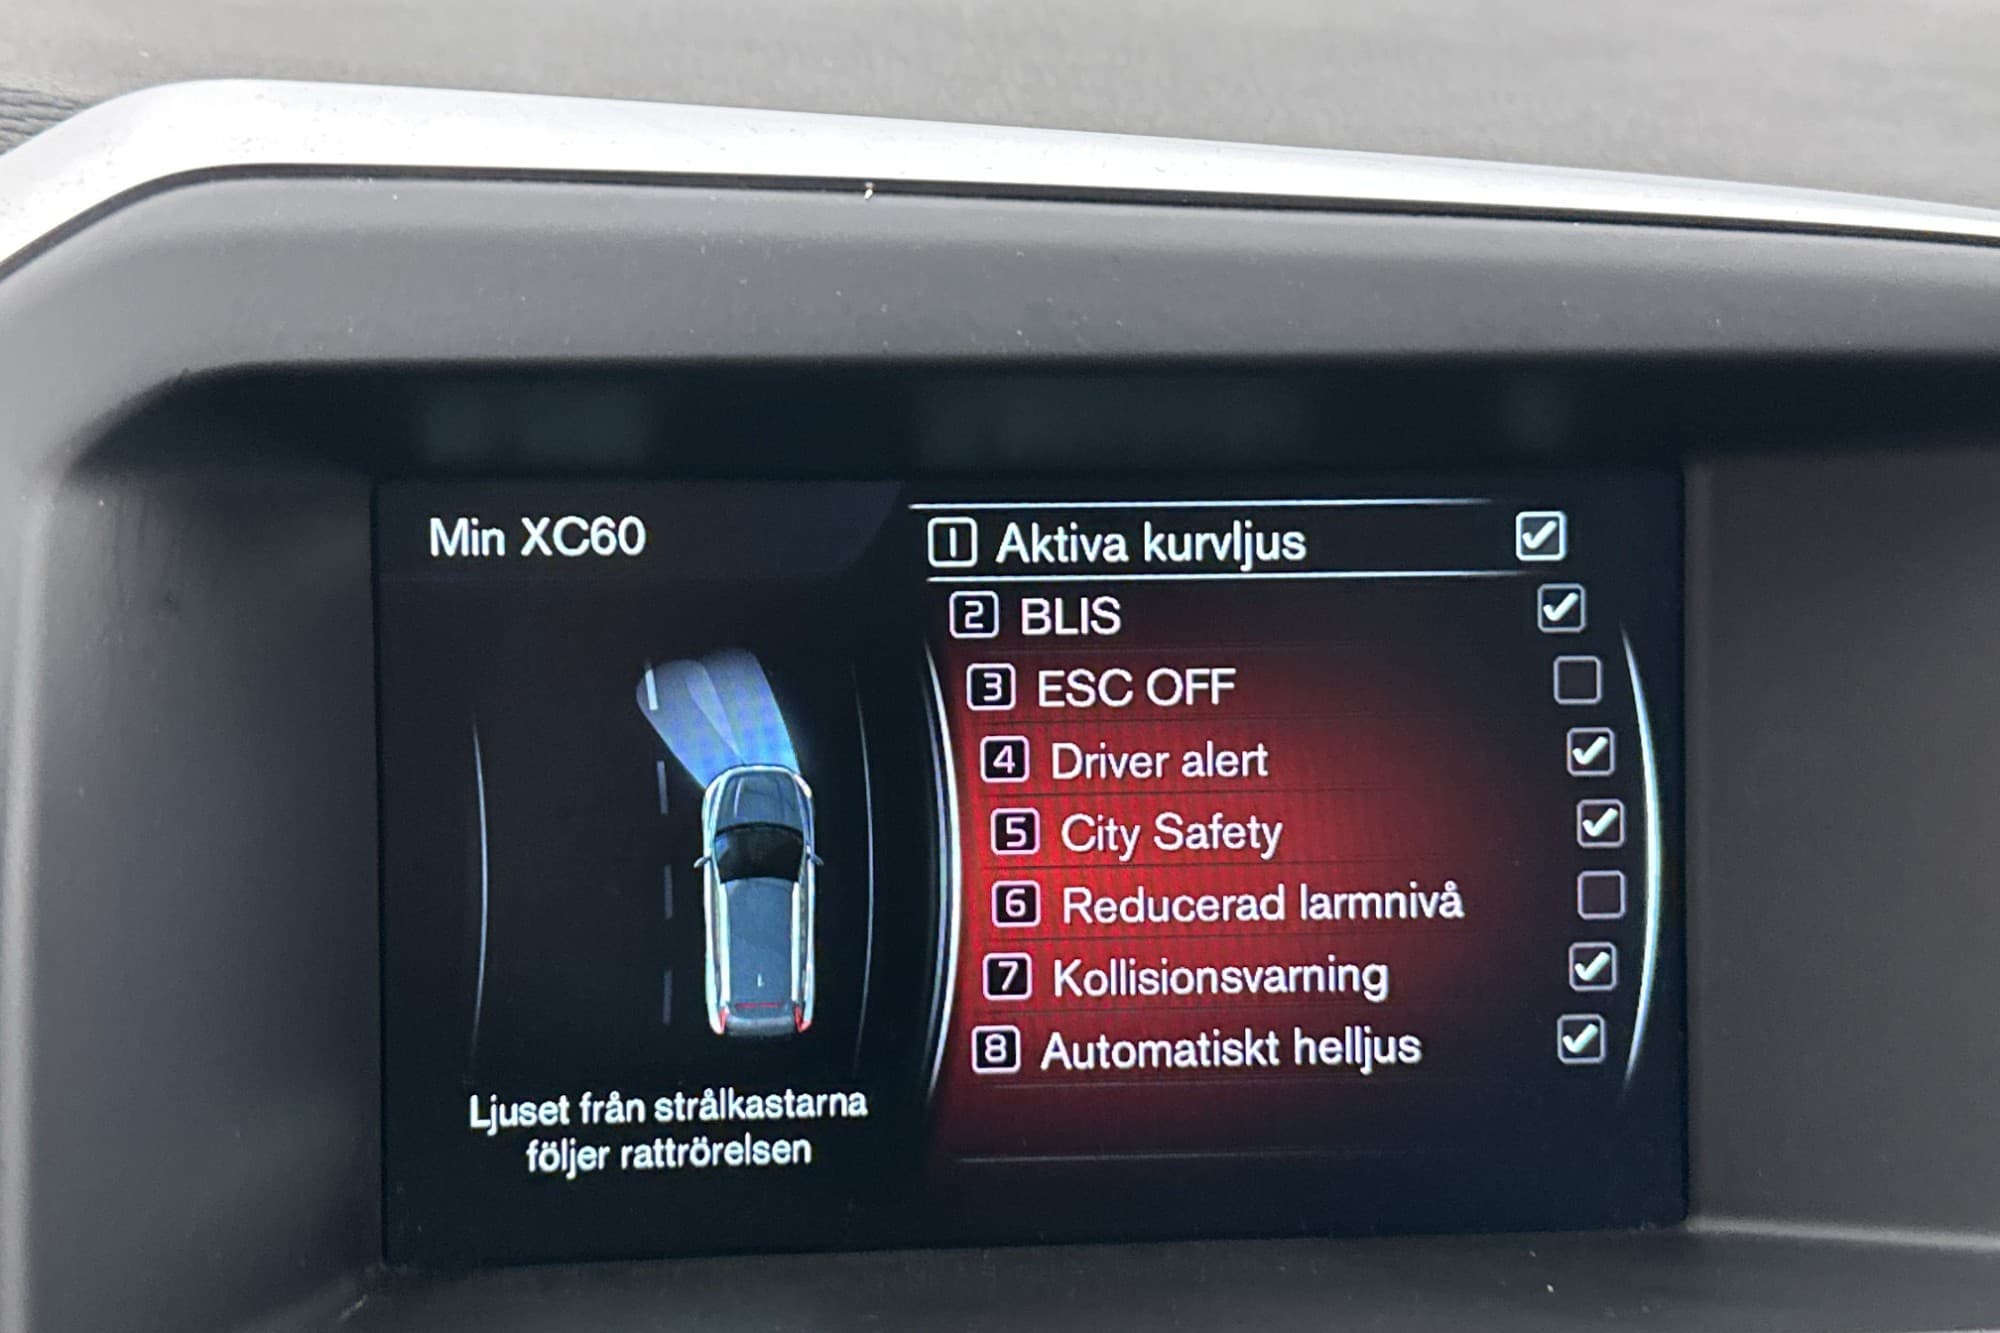 Min XC60
1 Aktiva kurvljus
2 BLIS
3 ESC OFF
4 Driver alert
5 City Safety
6 Reducerad larmnivå
7 Kollisionsvarning
8 Automatiskt helljus
Ljuset från strålkastarna
följer rattrörelsen